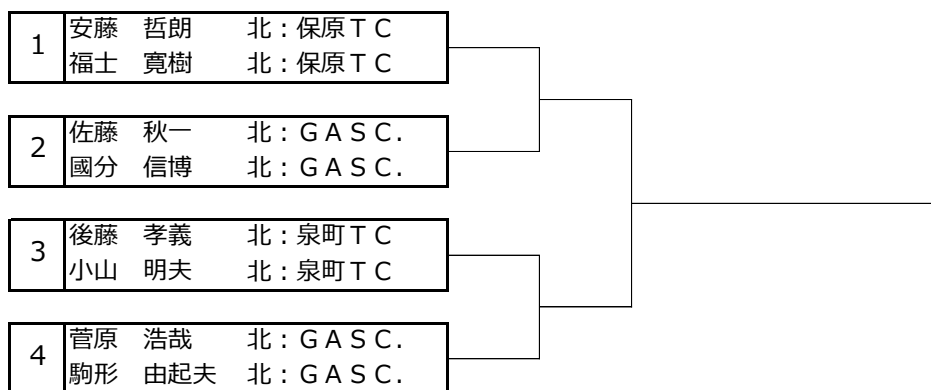 1
安藤 哲朗 北：保原ＴＣ
福士 寛樹 北：保原ＴＣ
2
佐藤 秋一 北：ＧＡＳＣ．
國分 信博 北：ＧＡＳＣ．
3
後藤 孝義 北：泉町ＴＣ
小山 明夫 北：泉町ＴＣ
4
菅原 浩哉 北：ＧＡＳＣ．
駒形 由起夫 北：ＧＡＳＣ．